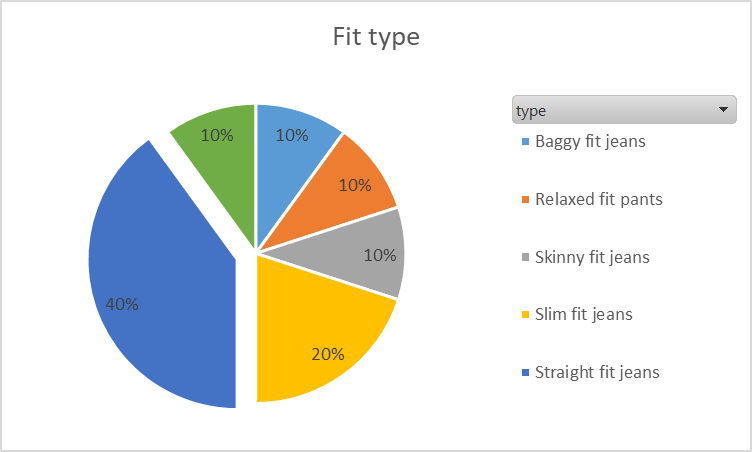 Fit type
type
10%
10%
Baggy fit jeans
10%
Relaxed fit pants
10%
Skinny fit jeans
40%
Slim fit jeans
20%
Straight fit jeans